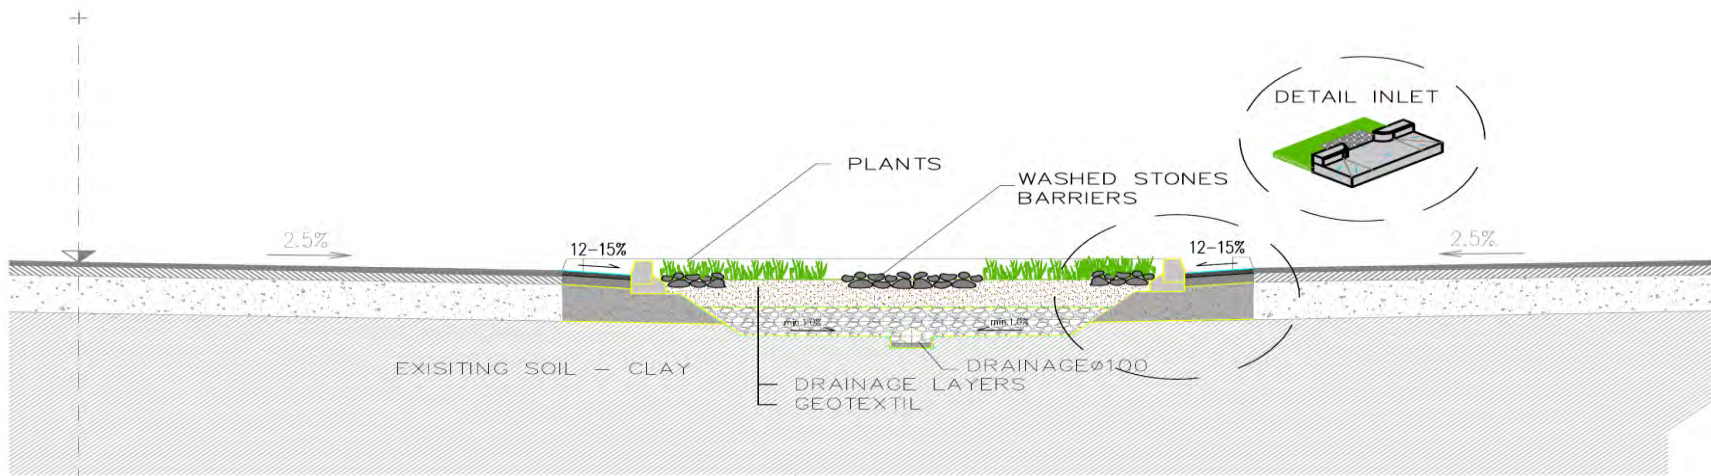 DETAIL INLET
PLANTS
WASHED STONES
BARRIERS
2.5%
12-15%
12-15%
2.5%
min.1.0%
min.1.0%
EXISITING SOIL – CLAY
DRAINAGEø100
DRAINAGE LAYERS
GEOTEXTIL